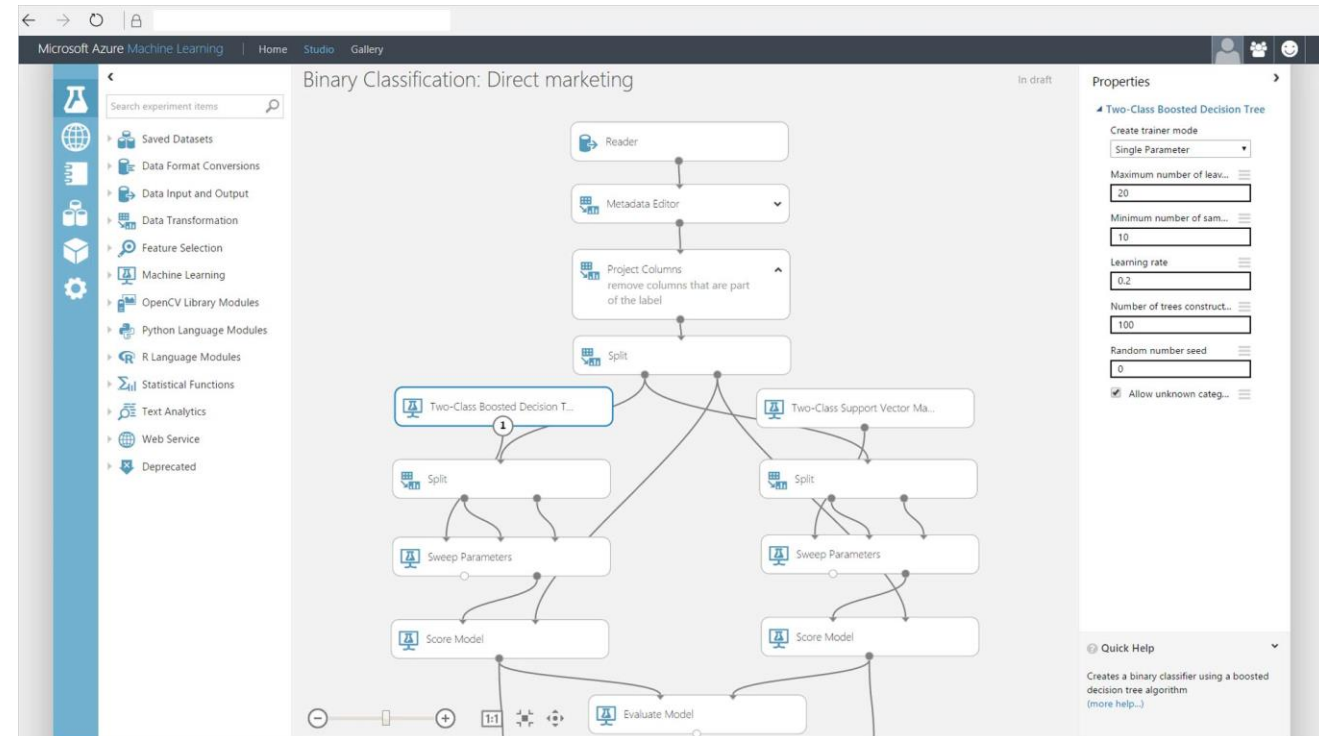 Microsoft Azure Machine Learning | Home Studio Gallery
Search experiment items
Saved Datasets
Data Format Conversions
Data Input and Output
Data Transformation
Feature Selection
Machine Learning
OpenCV Library Modules
Python Language Modules
R Language Modules
Statistical Functions
Text Analytics
Web Service
Deprecated
Binary Classification: Direct marketing
In draft
Reader
Metadata Editor
Project Columns
remove columns that are part
of the label
Split
Two-Class Boosted Decision T...
Two-Class Support Vector Ma...
1
Split
Split
Sweep Parameters
Sweep Parameters
Score Model
Score Model
1:1
Evaluate Model
Properties
Two-Class Boosted Decision Tree
Create trainer mode
Single Parameter
Maximum number of leav...
20
Minimum number of sam...
10
Learning rate
0.2
Number of trees construct...
100
Random number seed
0
Allow unknown categ...
Quick Help
Creates a binary classifier using a boosted
decision tree algorithm
(more help...)